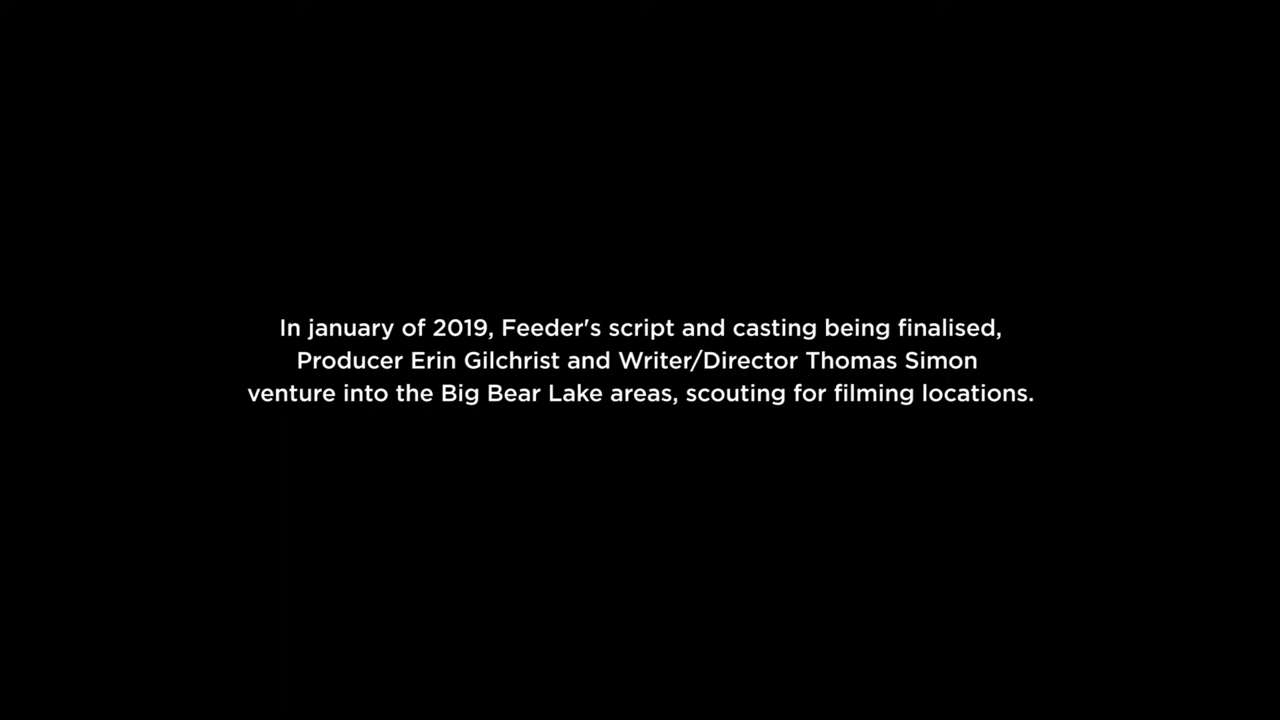 In january of 2019, Feeder's script and casting being finalised,
Producer Erin Gilchrist and Writer/Director Thomas Simon
venture into the Big Bear Lake areas, scouting for filming locations.